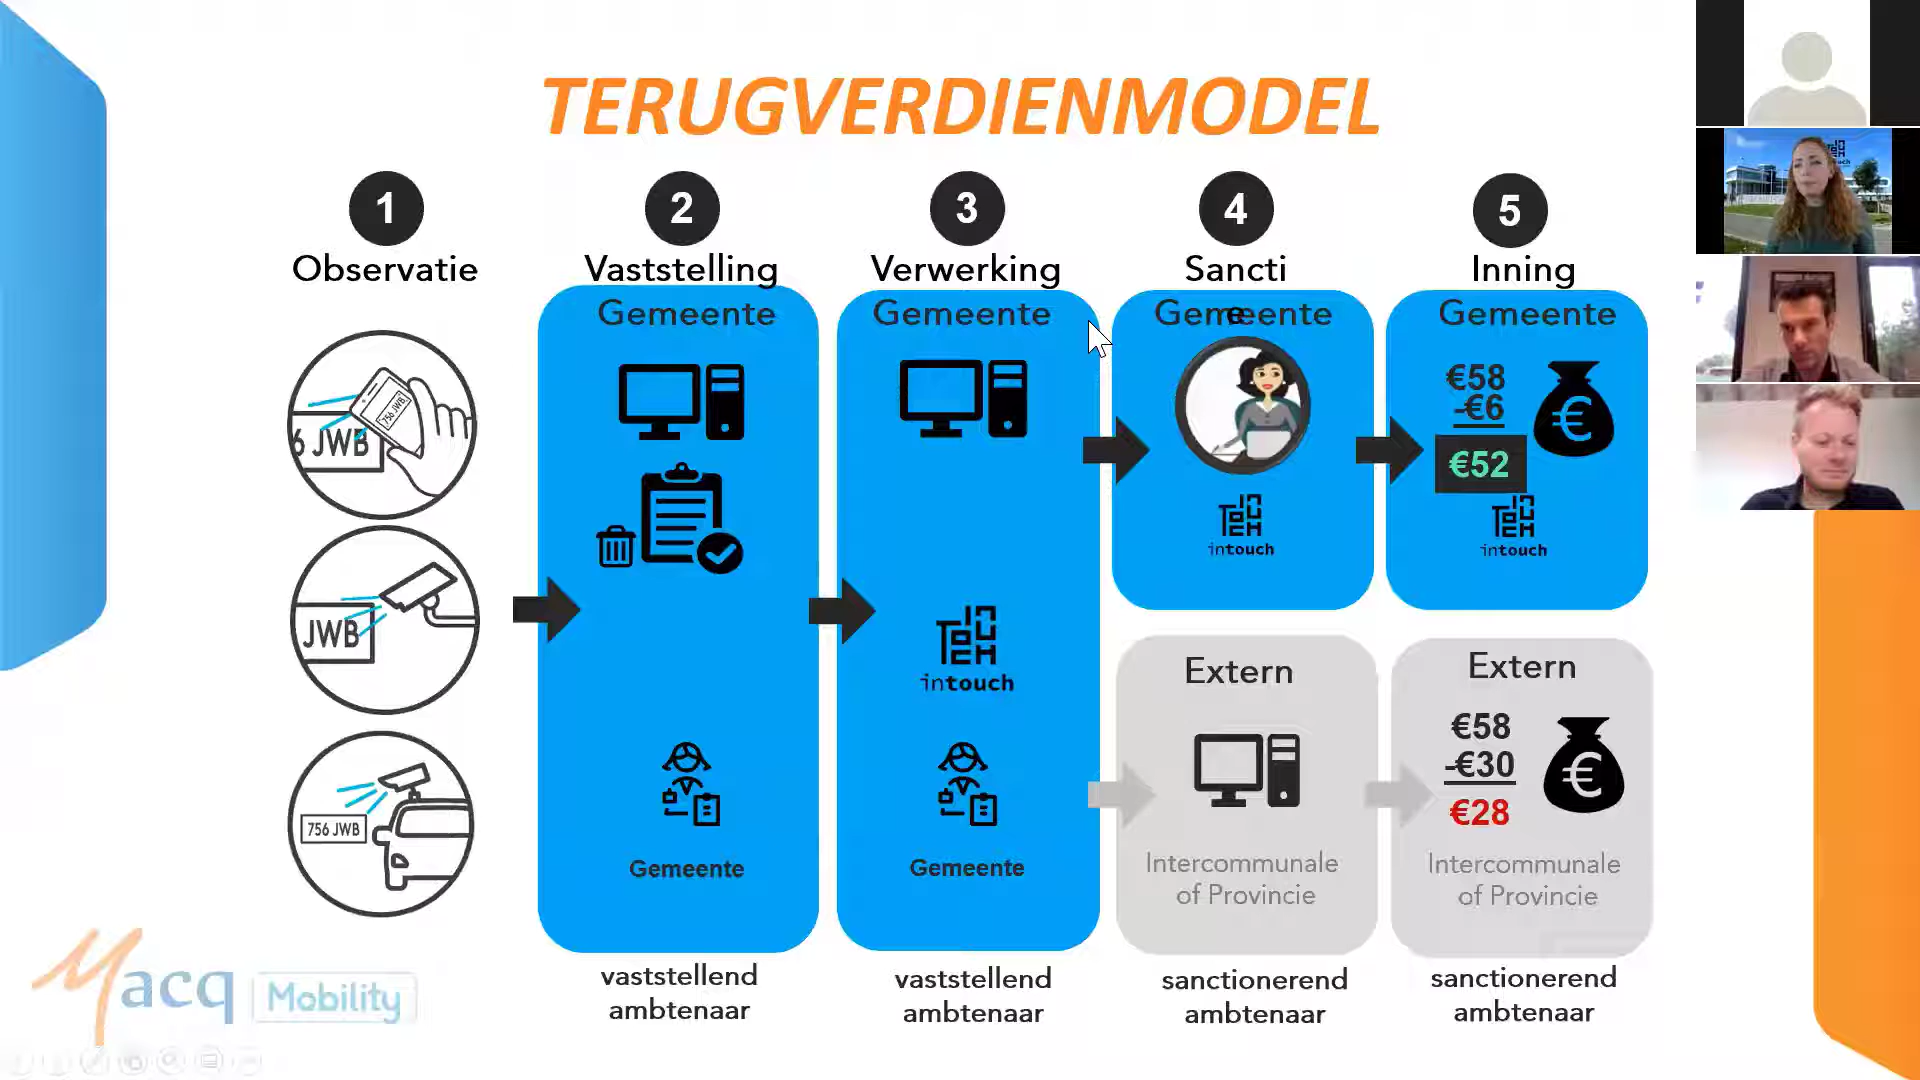 TERUGVERDIENMODEL
1
Observatie
2
Vaststelling
3
Verwerking
4
Sancti
e
5
Inning
Gemeente
Gemeente
Gemeente
Gemeente
6 JWB
756 JWB
JWB
756 JWB
€58
-€6
€52
€
intouch
intouch
intouch
Gemeente
Gemeente
Extern
Intercommunale
of Provincie
Extern
€58
-€30
€28
€
Intercommunale
of Provincie
vaststellend
ambtenaar
vaststellend
ambtenaar
sanctionerend
ambtenaar
sanctionerend
ambtenaar
Macq Mobility